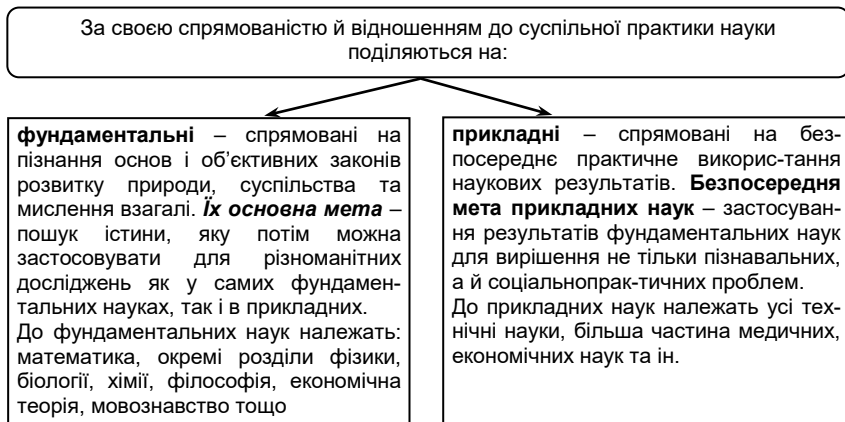 За своєю спрямованістю й відношенням до суспільної практики науки
поділяються на:
фундаментальні – спрямовані на
пізнання основ і об’єктивних законів
розвитку природи, суспільства та
мислення взагалі. Їх основна мета –
пошук істини, яку потім можна
застосовувати для різноманітних
досліджень як у самих фундамен-
тальних науках, так і в прикладних.
До фундаментальних наук належать:
математика, окремі розділи фізики,
біології, хімії, філософія, економічна
теорія, мовознавство тощо
прикладні – спрямовані на без-
посереднє практичне викорис-тання
наукових результатів. Безпосередня
мета прикладних наук – застосуван-
ня результатів фундаментальних наук
для вирішення не тільки пізнавальних,
а й соціальнопрак-тичних проблем.
До прикладних наук належать усі тех-
нічні науки, більша частина медичних,
економічних наук та ін.